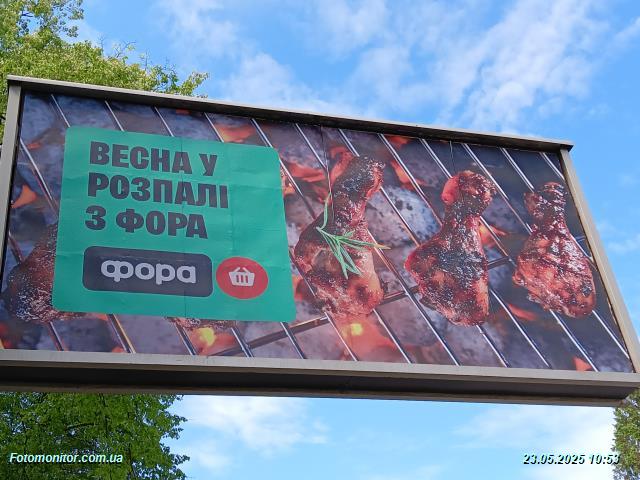 ВЕСНА У
РОЗПАЛІ
З ФОРА
фора
Fotomonitor.com.ua
23.05.2025 10:53